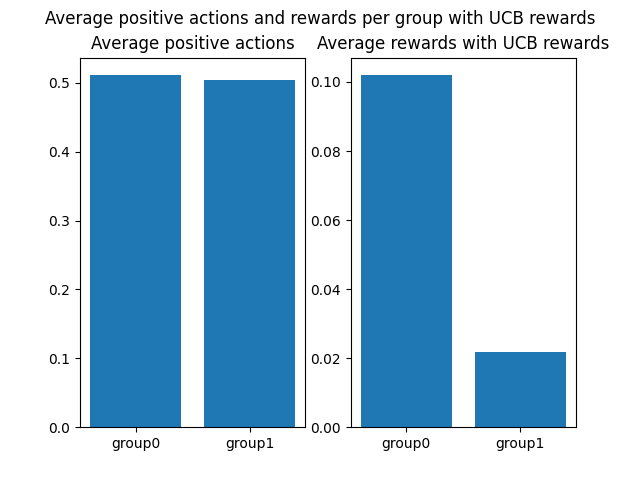 Average positive actions and rewards per group with UCB rewards
Average positive actions
Average rewards with UCB rewards
0.5
0.4
0.3
0.2
0.1
0.0
group0
group1
0.10
0.08
0.06
0.04
0.02
0.00
group0
group1